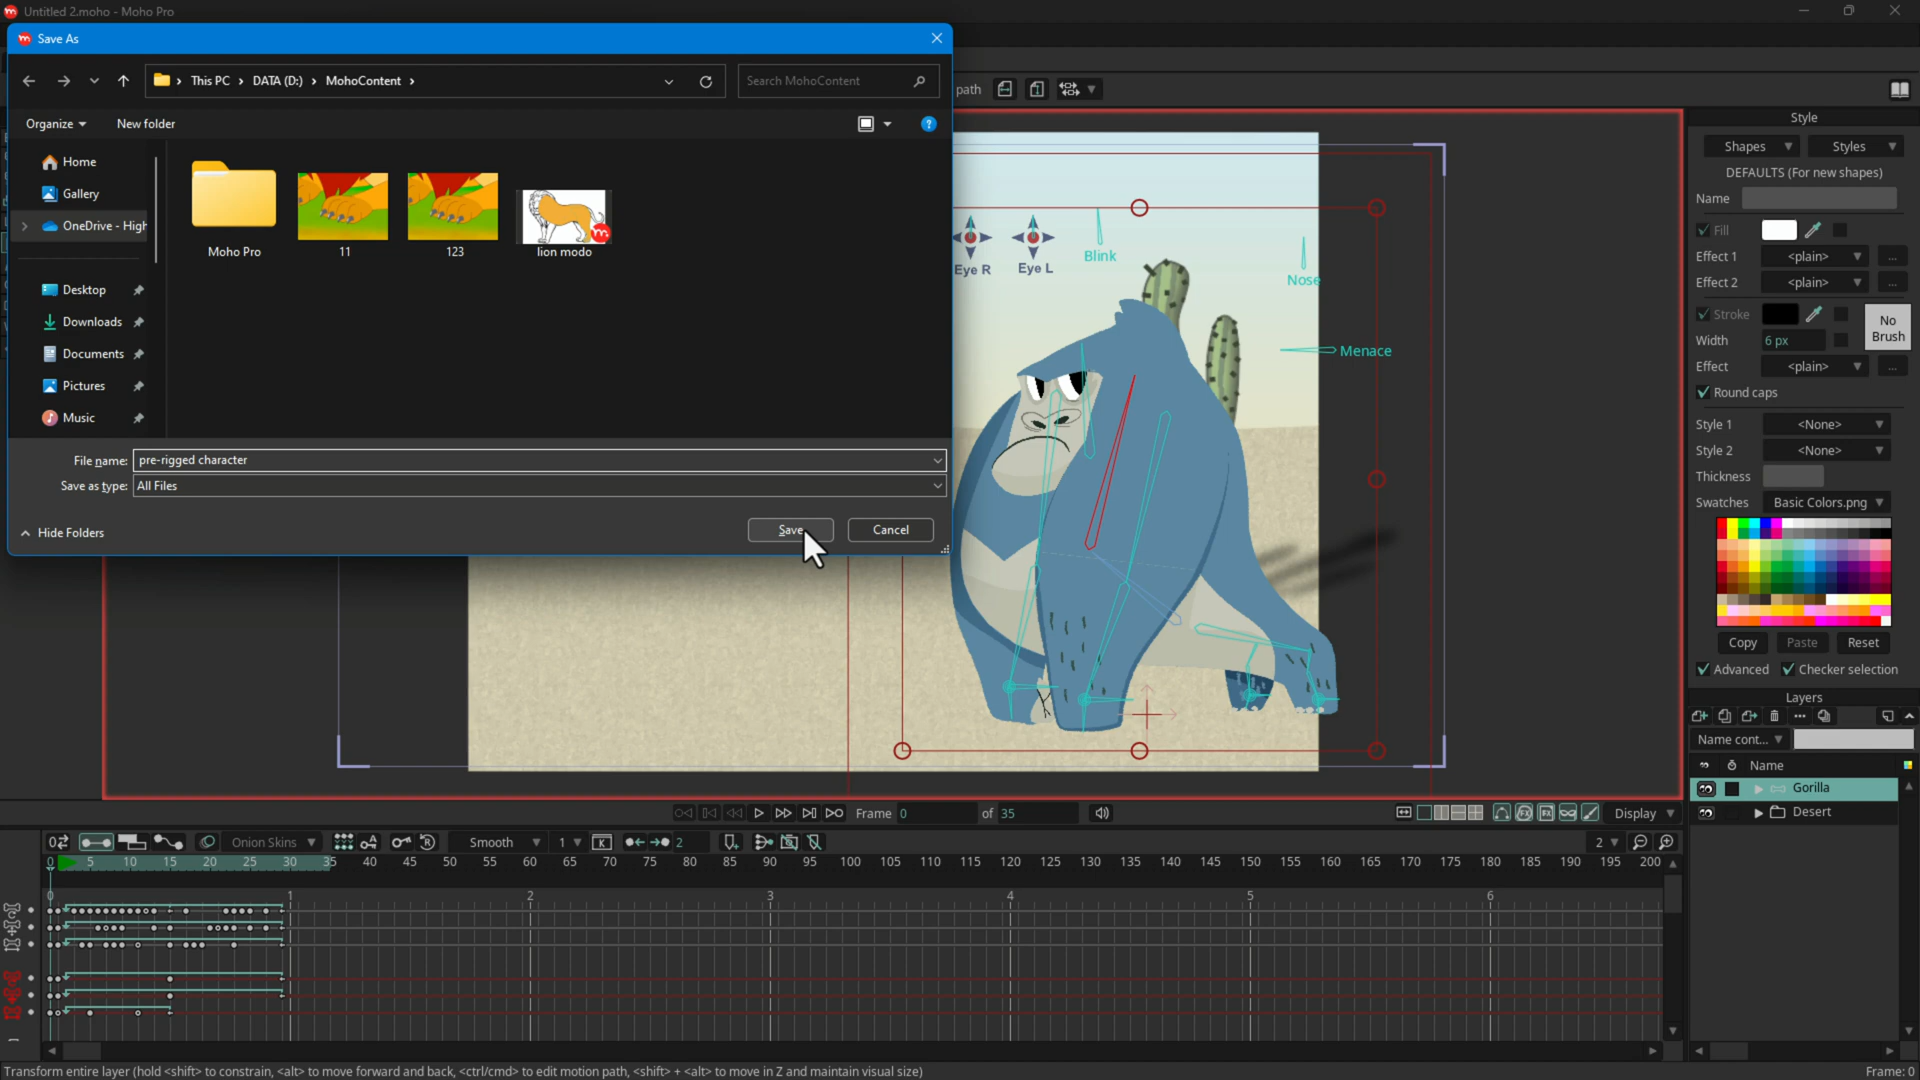 Untitled 2.moho - Moho Pro
Save As
This PC > DATA (D:) > MohoContent >
Search MohoContent
path
Organize
New folder
Home
Gallery
OneDrive - High
Desktop
Downloads
Documents
Pictures
Music
Moho Pro
11
123
lion modo
File name: pre-rigged character
Save as type: All Files
Hide Folders
Save
Cancel
Eye R
Eye L
Blink
Nose
Menace
Style
Shapes
Styles
DEFAULTS (For new shapes)
Name
Fill
Effect 1 <plain> ...
Effect 2 <plain> ...
Stroke
No Brush
Width 6 px
Effect <plain> ...
Round caps
Style 1 <None>
Style 2 <None>
Thickness
Swatches Basic Colors.png
Copy Paste Reset
Advanced Checker selection
Layers
Name cont...
Name
Gorilla
Desert
Frame 0 of 35
Display
Onion Skins
Smooth
1
2
2
0 5 10 15 20 25 30 35 40 45 50 55 60 65 70 75 80 85 90 95 100 105 110 115 120 125 130 135 140 145 150 155 160 165 170 175 180 185 190 195 200
0 1 2 3 4 5 6
Transform entire layer (hold <shift> to constrain, <alt> to move forward and back, <ctrl/cmd> to edit motion path, <shift> + <alt> to move in Z and maintain visual size)
Frame: 0